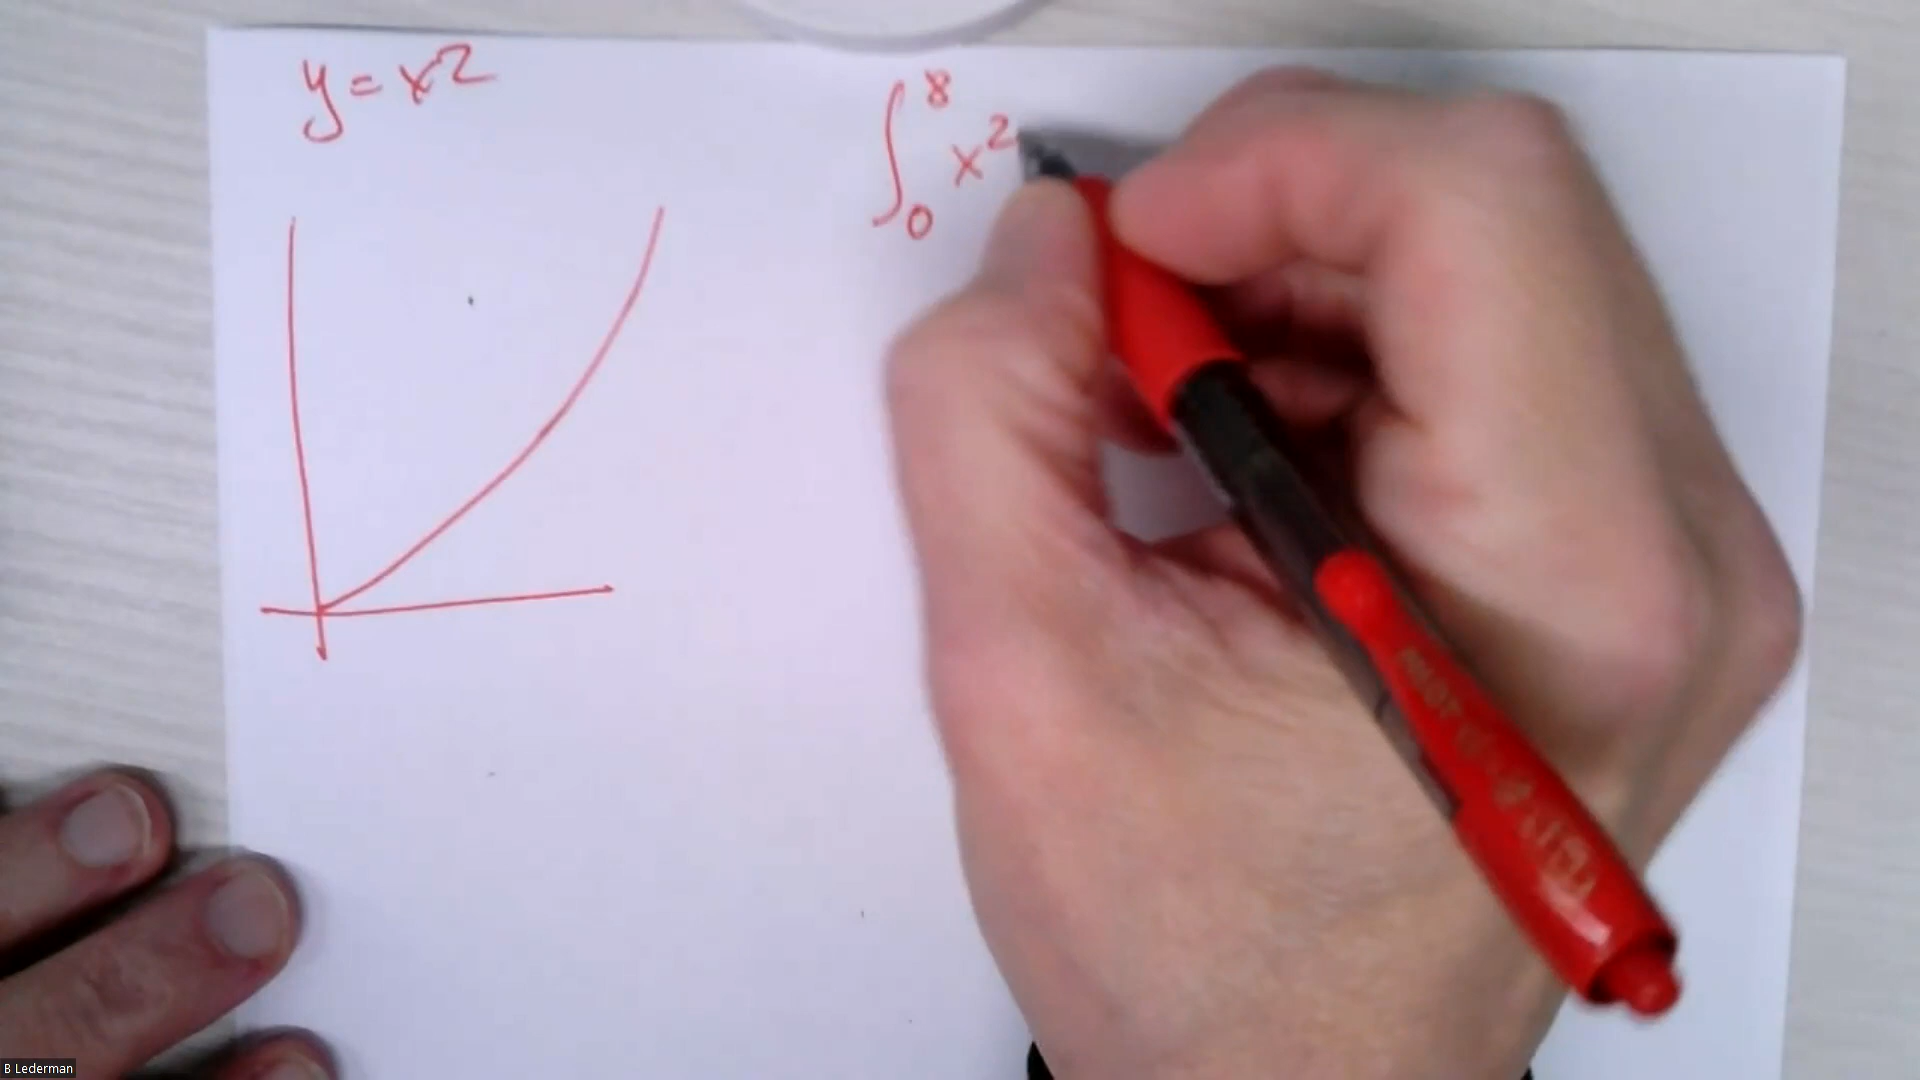 y = x²
∫₀⁸ x²
B Lederman